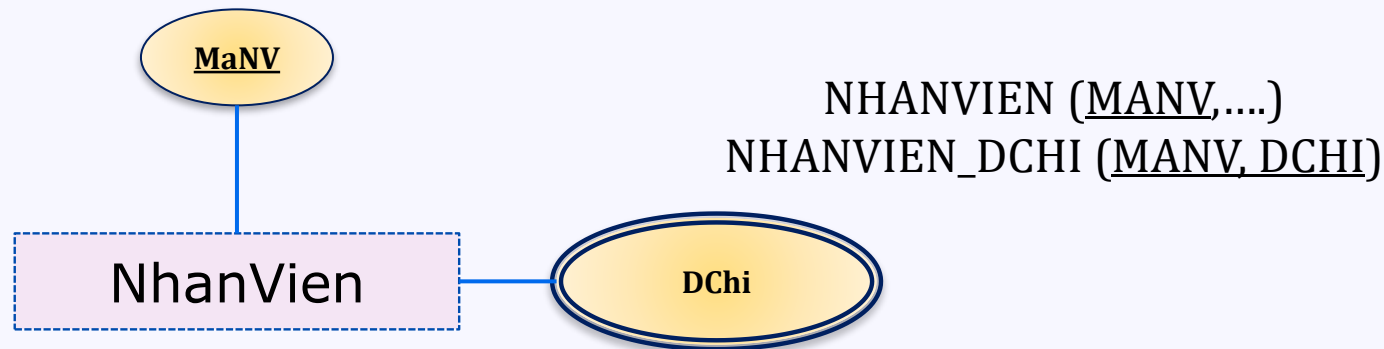 MaNV
NHANVIEN (MANV,....)
NHANVIEN_DCHI (MANV, DCHI)
NhanVien
DChi